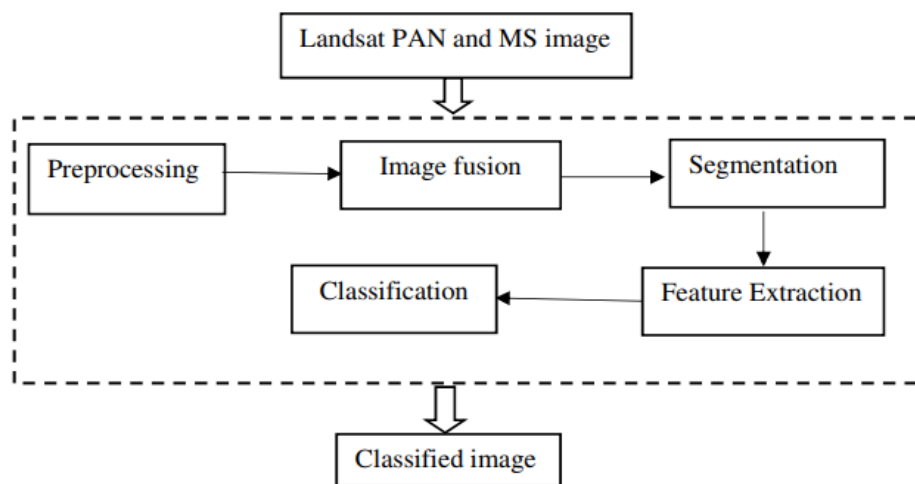 Landsat PAN and MS image
Preprocessing
Image fusion
Segmentation
Feature Extraction
Classification
Classified image